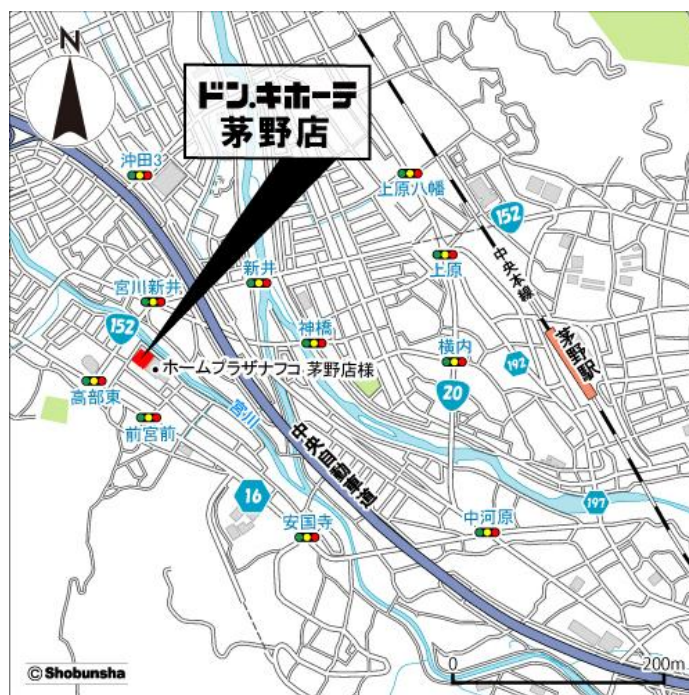 N
ドン.キホーテ
茅野店
沖田3
上原八幡
152
中央本線
新井
上原
宮川新井
152
神橋
横内
192
茅野駅
・ホームプラザナフコ 茅野店様
高部東
20
前宮前
宮川
中央自動車道
16
197
安国寺
中河原
© Shobunsha
0
200m